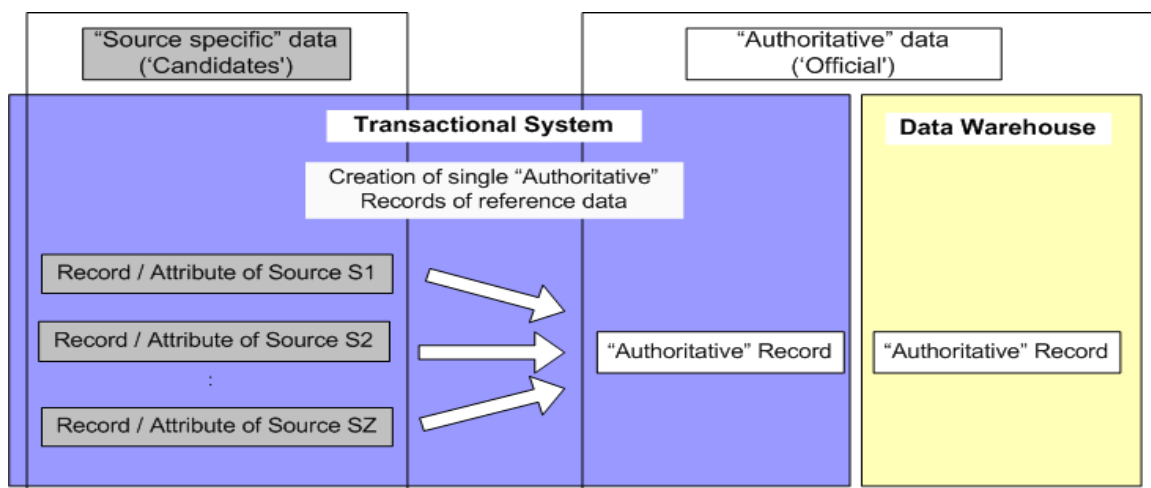 “Source specific” data
(‘Candidates')
“Authoritative” data
(‘Official')
Transactional System
Data Warehouse
Creation of single “Authoritative”
Records of reference data
Record / Attribute of Source S1
Record / Attribute of Source S2
:
Record / Attribute of Source SZ
“Authoritative” Record
“Authoritative” Record